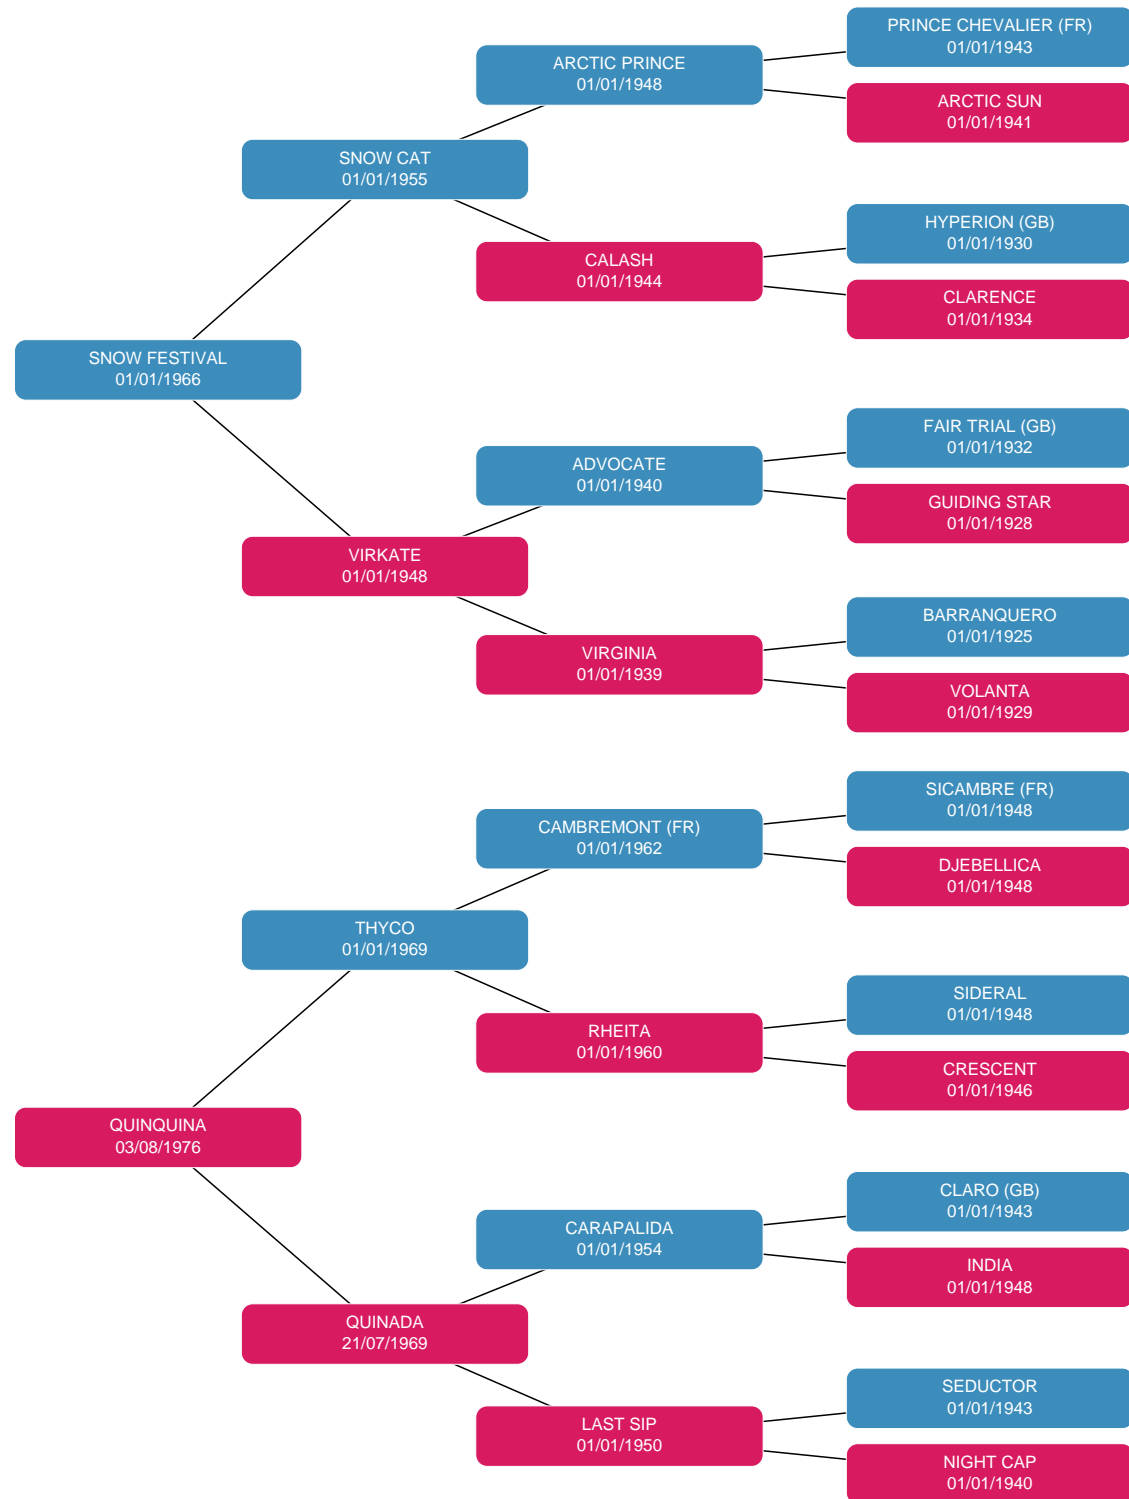 PRINCE CHEVALIER (FR)
01/01/1943
ARCTIC PRINCE
01/01/1948
ARCTIC SUN
01/01/1941
SNOW CAT
01/01/1955
HYPERION (GB)
01/01/1930
CALASH
01/01/1944
CLARENCE
01/01/1934
SNOW FESTIVAL
01/01/1966
FAIR TRIAL (GB)
01/01/1932
ADVOCATE
01/01/1940
GUIDING STAR
01/01/1928
VIRKATE
01/01/1948
BARRANQUERO
01/01/1925
VIRGINIA
01/01/1939
VOLANTA
01/01/1929
SICAMBRE (FR)
01/01/1948
CAMBREMONT (FR)
01/01/1962
DJEBELLICA
01/01/1948
THYCO
01/01/1969
SIDERAL
01/01/1948
RHEITA
01/01/1960
CRESCENT
01/01/1946
QUINQUINA
03/08/1976
CLARO (GB)
01/01/1943
CARAPALIDA
01/01/1954
INDIA
01/01/1948
QUINADA
21/07/1969
SEDUCTOR
01/01/1943
LAST SIP
01/01/1950
NIGHT CAP
01/01/1940